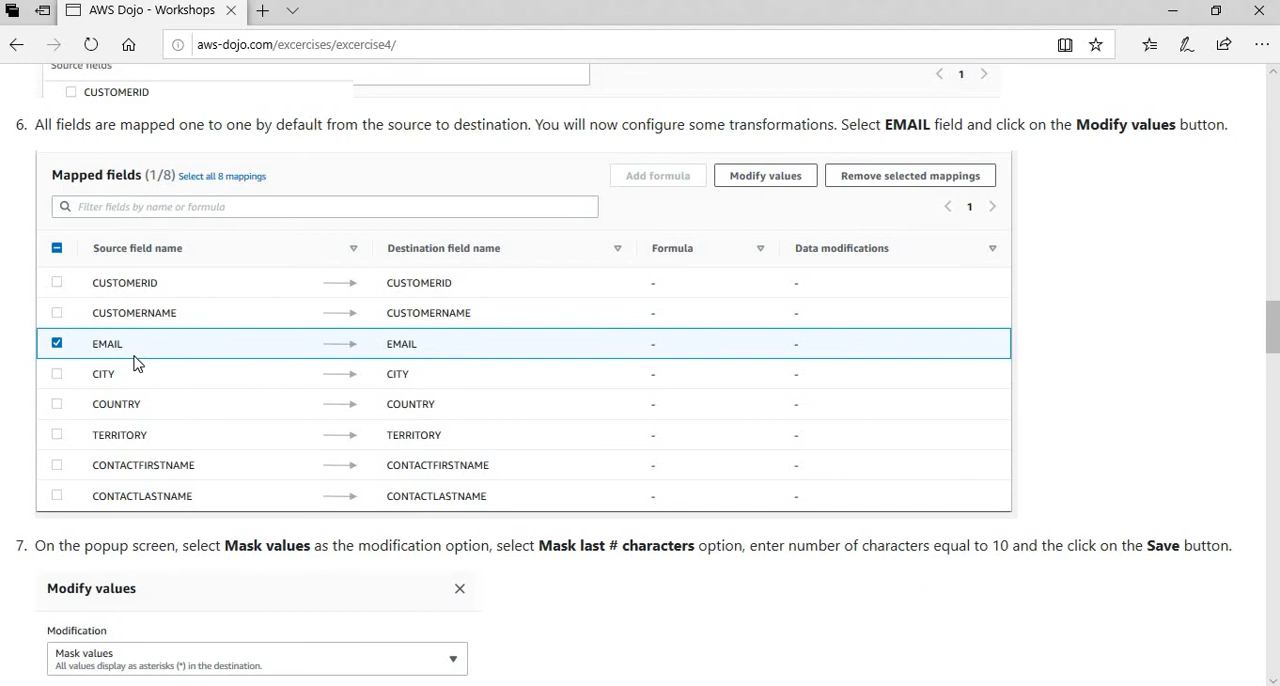 AWS Dojo - Workshops
aws-dojo.com/excercises/excercise4/
Source fields
1
CUSTOMERID
6. All fields are mapped one to one by default from the source to destination. You will now configure some transformations. Select EMAIL field and click on the Modify values button.
Mapped fields (1/8) Select all 8 mappings
Add formula
Modify values
Remove selected mappings
Filter fields by name or formula
1
Source field name Destination field name Formula Data modifications
CUSTOMERID CUSTOMERID - -
CUSTOMERNAME CUSTOMERNAME - -
EMAIL EMAIL - -
CITY CITY - -
COUNTRY COUNTRY - -
TERRITORY TERRITORY - -
CONTACTFIRSTNAME CONTACTFIRSTNAME - -
CONTACTLASTNAME CONTACTLASTNAME - -
7. On the popup screen, select Mask values as the modification option, select Mask last # characters option, enter number of characters equal to 10 and the click on the Save button.
Modify values
Modification
Mask values
All values display as asterisks (*) in the destination.